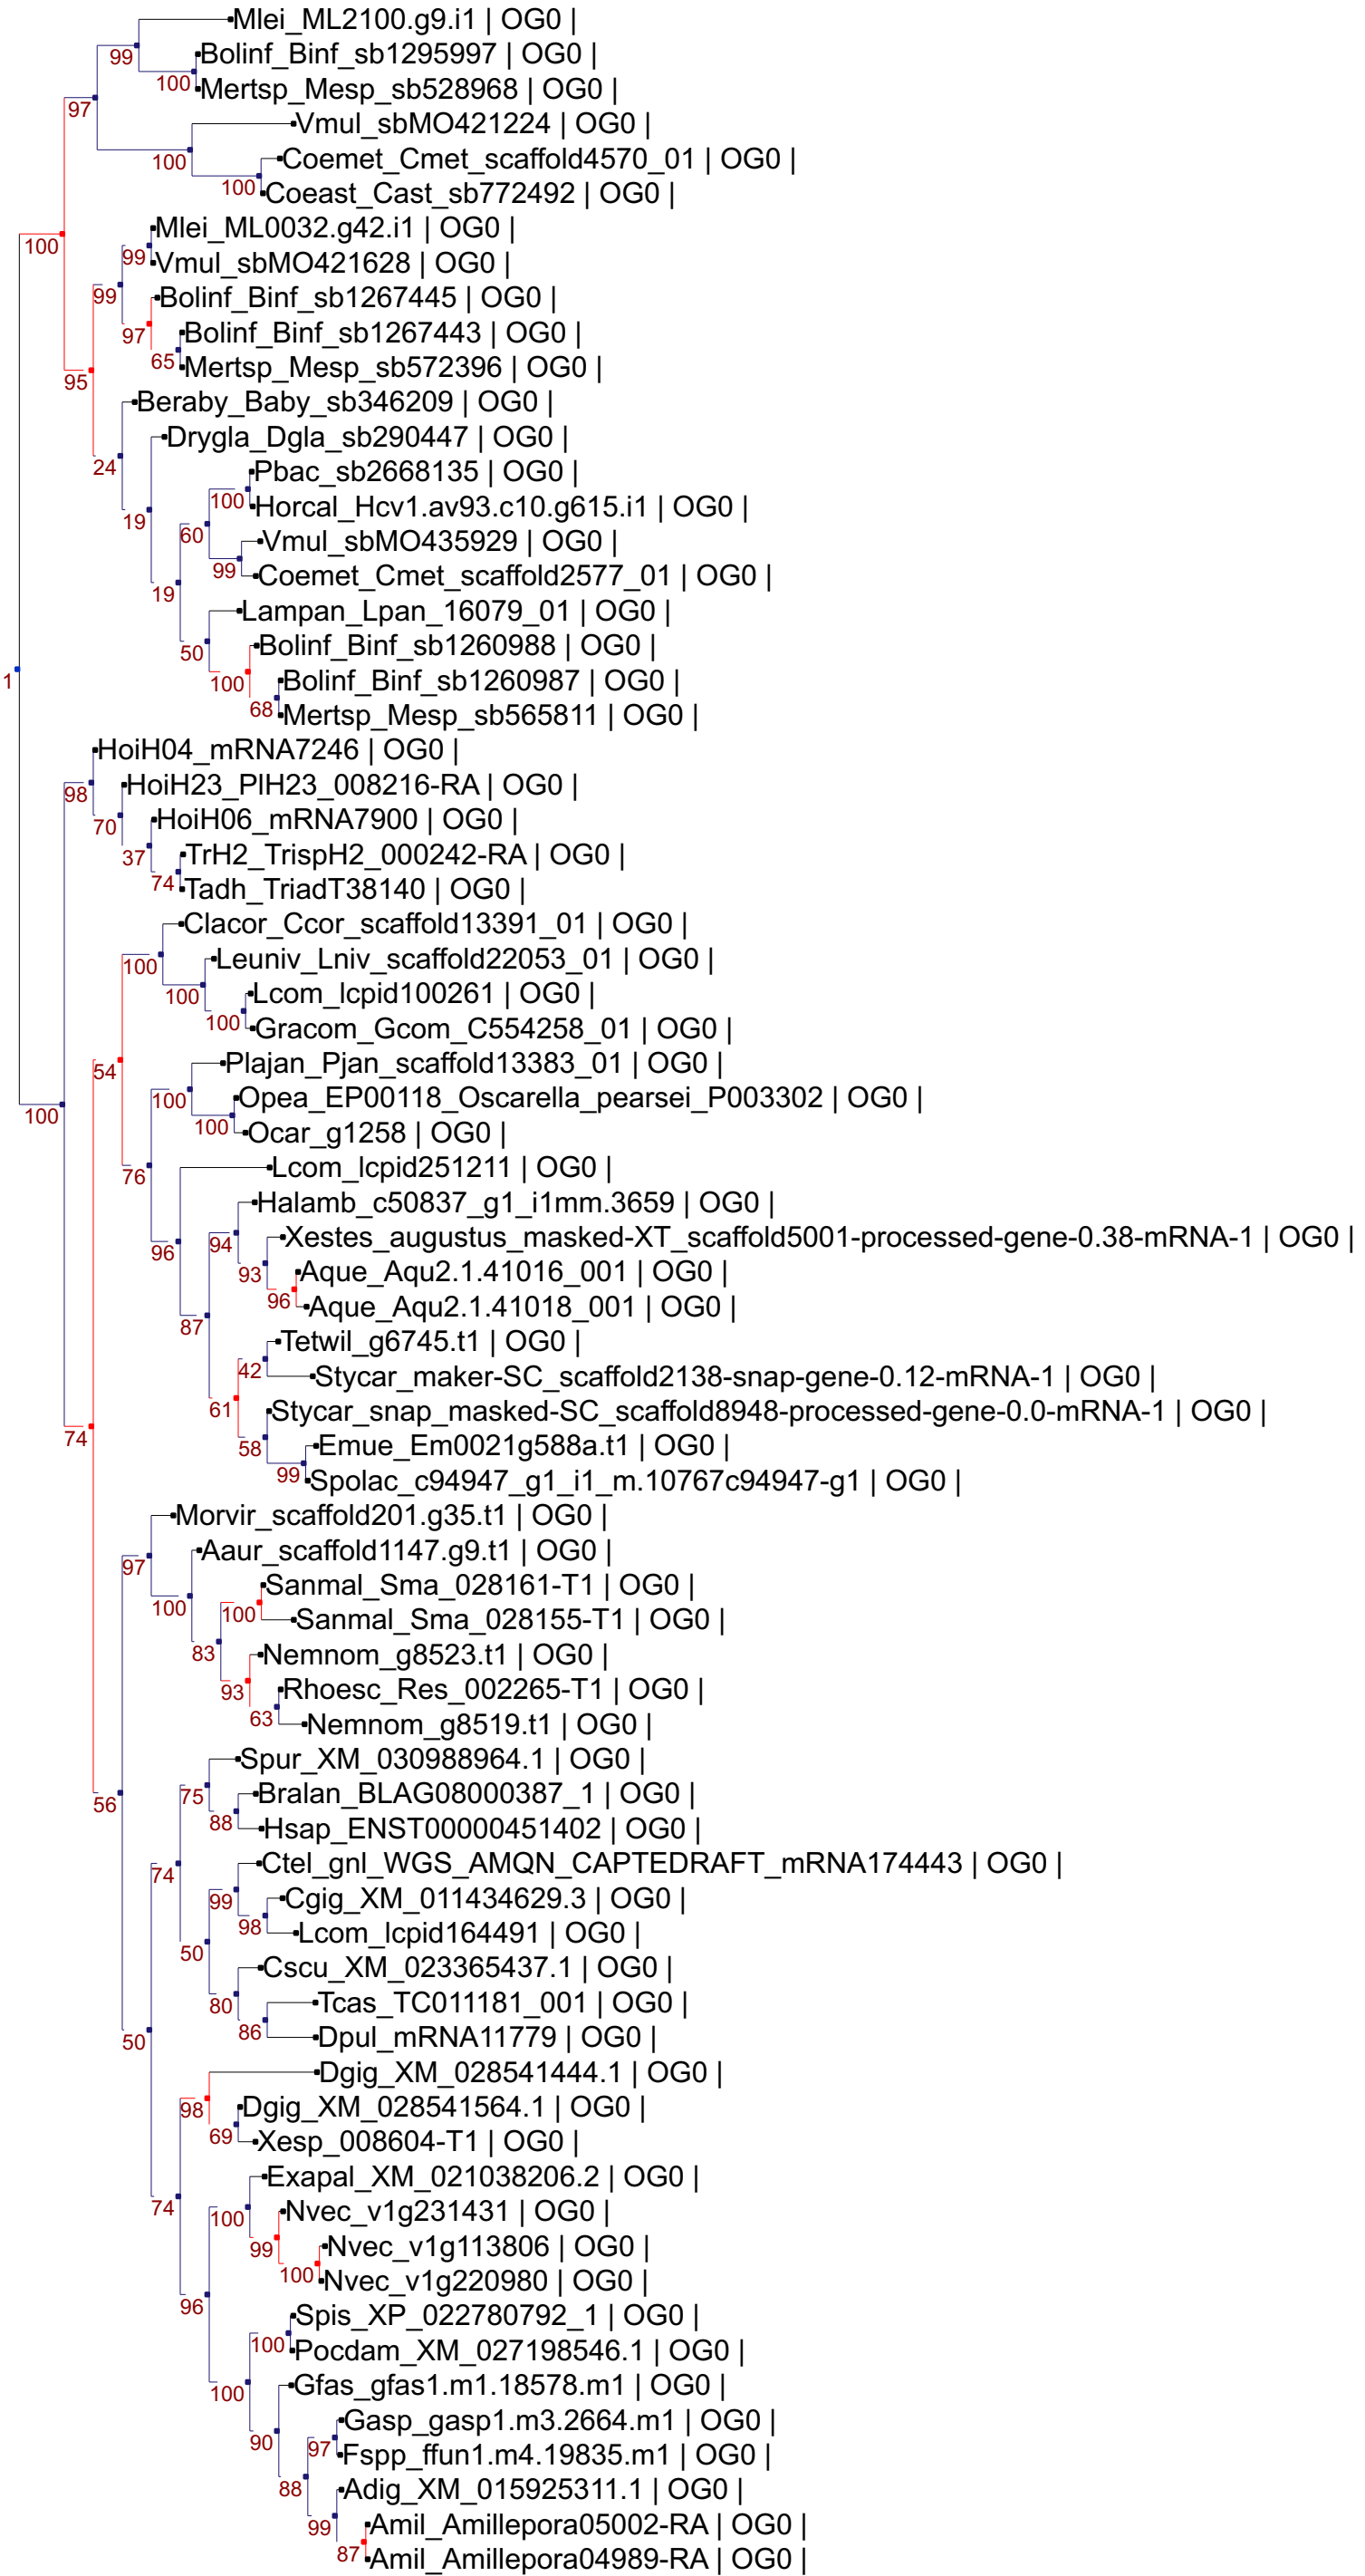 Mlei_ML2100.g9.i1 | OG0 |
99
Bolinf_Binf_sb1295997 | OG0 |
100
Mertsp_Mesp_sb528968 | OG0 |
97
Vmul_sbMO421224 | OG0 |
100
Coemet_Cmet_scaffold4570_01 | OG0 |
100
Coeast_Cast_sb772492 | OG0 |
Mlei_ML0032.g42.i1 | OG0 |
100
99
Vmul_sbMO421628 | OG0 |
99
Bolinf_Binf_sb1267445 | OG0 |
97
Bolinf_Binf_sb1267443 | OG0 |
65
Mertsp_Mesp_sb572396 | OG0 |
95
Beraby_Baby_sb346209 | OG0 |
Drygla_Dgla_sb290447 | OG0 |
24
Pbac_sb2668135 | OG0 |
100
Horcal_Hcv1.av93.c10.g615.i1 | OG0 |
19
60
Vmul_sbMO435929 | OG0 |
99
Coemet_Cmet_scaffold2577_01 | OG0 |
19
Lampan_Lpan_16079_01 | OG0 |
50
Bolinf_Binf_sb1260988 | OG0 |
100
Bolinf_Binf_sb1260987 | OG0 |
1
68
Mertsp_Mesp_sb565811 | OG0 |
HoiH04_mRNA7246 | OG0 |
98
HoiH23_PlH23_008216-RA | OG0 |
70
HoiH06_mRNA7900 | OG0 |
37
TrH2_TrispH2_000242-RA | OG0 |
74
Tadh_TriadT38140 | OG0 |
Clacor_Ccor_scaffold13391_01 | OG0 |
100
Leuniv_Lniv_scaffold22053_01 | OG0 |
100
Lcom_lcpid100261 | OG0 |
100
Gracom_Gcom_C554258_01 | OG0 |
54
Plajan_Pjan_scaffold13383_01 | OG0 |
100
Opea_EP00118_Oscarella_pearsei_P003302 | OG0 |
100
100
Ocar_g1258 | OG0 |
76
Lcom_lcpid251211 | OG0 |
Halamb_c50837_g1_i1mm.3659 | OG0 |
96
94
Xestes_augustus_masked-XT_scaffold5001-processed-gene-0.38-mRNA-1 | OG0 |
93
Aque_Aqu2.1.41016_001 | OG0 |
96
Aque_Aqu2.1.41018_001 | OG0 |
87
Tetwil_g6745.t1 | OG0 |
42
Stycar_maker-SC_scaffold2138-snap-gene-0.12-mRNA-1 | OG0 |
61
Stycar_snap_masked-SC_scaffold8948-processed-gene-0.0-mRNA-1 | OG0 |
74
58
Emue_Em0021g588a.t1 | OG0 |
99
Spolac_c94947_g1_i1_m.10767c94947-g1 | OG0 |
Morvir_scaffold201.g35.t1 | OG0 |
97
Aaur_scaffold1147.g9.t1 | OG0 |
100
Sanmal_Sma_028161-T1 | OG0 |
100
Sanmal_Sma_028155-T1 | OG0 |
83
Nemnom_g8523.t1 | OG0 |
93
Rhoesc_Res_002265-T1 | OG0 |
63
Nemnom_g8519.t1 | OG0 |
Spur_XM_030988964.1 | OG0 |
56
75
Bralan_BLAG08000387_1 | OG0 |
88
Hsap_ENST00000451402 | OG0 |
74
Ctel_gnl_WGS_AMQN_CAPTEDRAFT_mRNA174443 | OG0 |
99
Cgig_XM_011434629.3 | OG0 |
98
Lcom_lcpid164491 | OG0 |
50
Cscu_XM_023365437.1 | OG0 |
80
Tcas_TC011181_001 | OG0 |
50
86
Dpul_mRNA11779 | OG0 |
Dgig_XM_028541444.1 | OG0 |
98
Dgig_XM_028541564.1 | OG0 |
69
Xesp_008604-T1 | OG0 |
Exapal_XM_021038206.2 | OG0 |
74
100
Nvec_v1g231431 | OG0 |
99
Nvec_v1g113806 | OG0 |
100
Nvec_v1g220980 | OG0 |
96
Spis_XP_022780792_1 | OG0 |
100
Pocdam_XM_027198546.1 | OG0 |
100
Gfas_gfas1.m1.18578.m1 | OG0 |
Gasp_gasp1.m3.2664.m1 | OG0 |
90
97
Fspp_ffun1.m4.19835.m1 | OG0 |
88
Adig_XM_015925311.1 | OG0 |
99
Amil_Amillepora05002-RA | OG0 |
87
Amil_Amillepora04989-RA | OG0 |